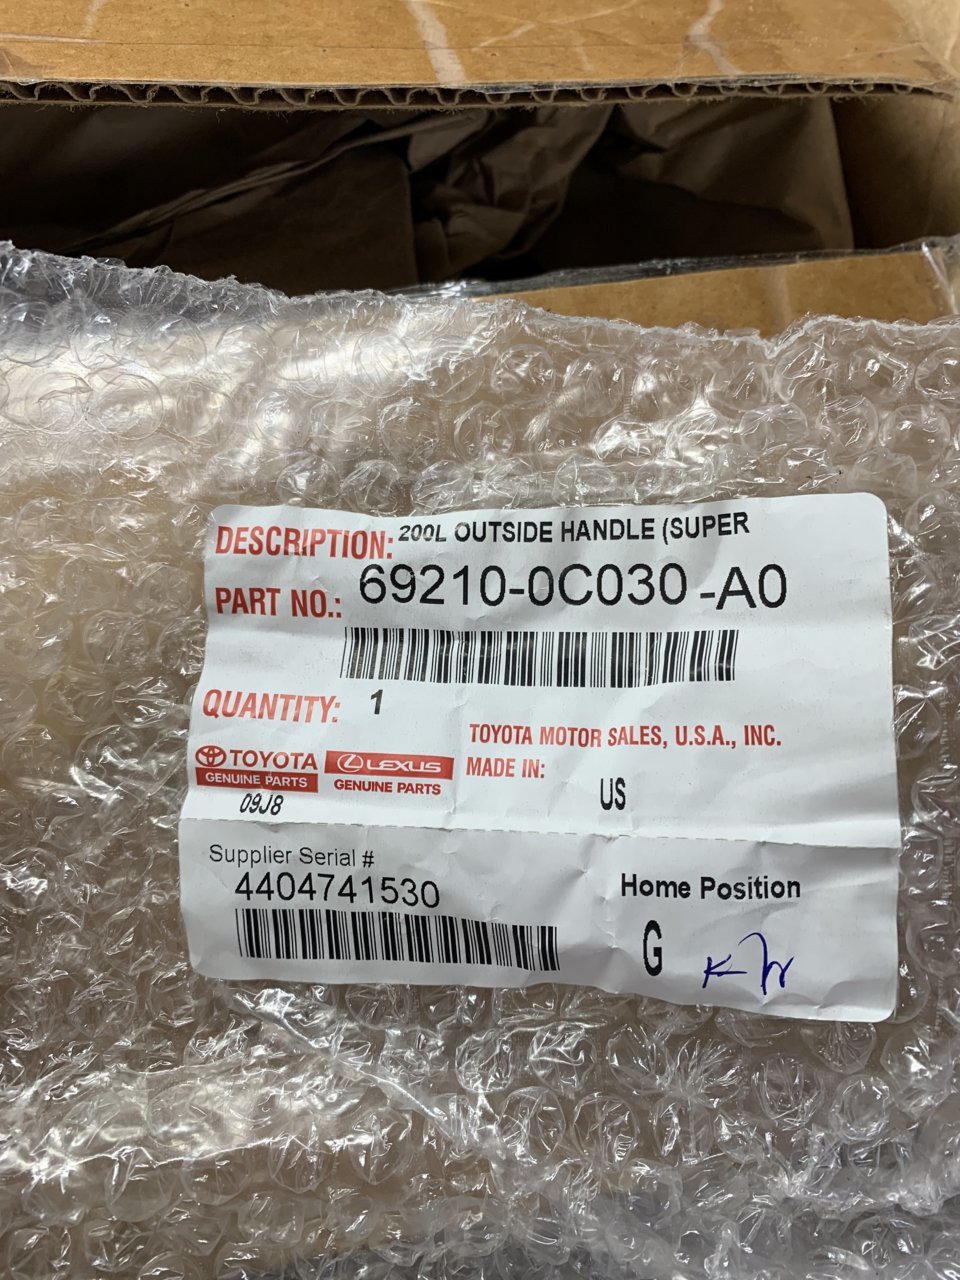 DESCRIPTION: 200L OUTSIDE HANDLE (SUPER
PART NO.: 69210-0C030-A0
QUANTITY: 1
TOYOTA MOTOR SALES, U.S.A., INC.
TOYOTA
GENUINE PARTS
LEXUS
GENUINE PARTS
MADE IN: US
09J8
Supplier Serial #
4404741530
Home Position
G